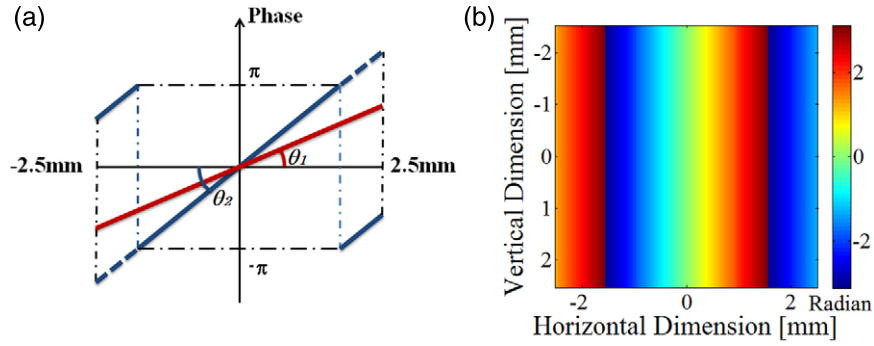 (a)
Phase
π
-2.5mm
θ1
2.5mm
θ2
-π
(b)
Vertical Dimension [mm]
-2
-1
0
1
2
-2
0
2
Horizontal Dimension [mm]
2
0
-2
Radian